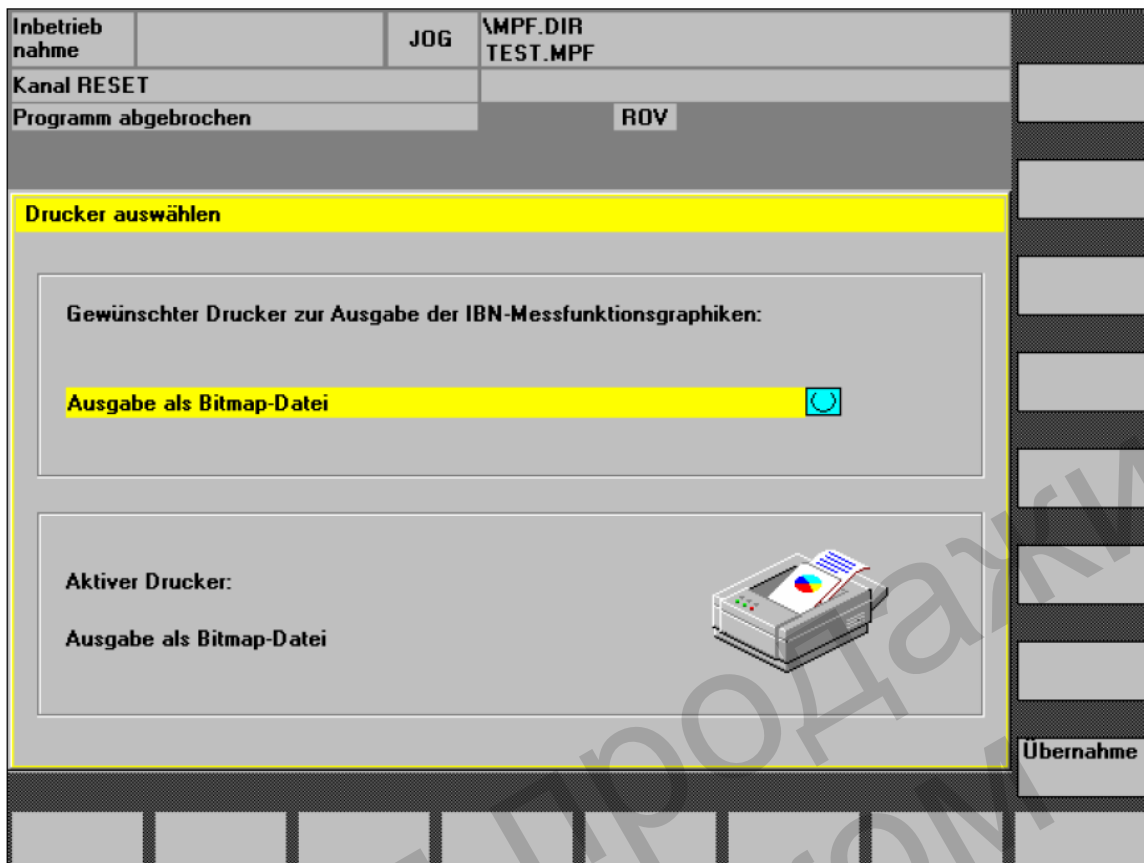 Inbetrieb
nahme
JOG
\MPF.DIR
TEST.MPF
Kanal RESET
Programm abgebrochen
ROV
Drucker auswählen
Gewünschter Drucker zur Ausgabe der IBN-Messfunktionsgraphiken:
Ausgabe als Bitmap-Datei
Aktiver Drucker:
Ausgabe als Bitmap-Datei
Übernahme
продажи